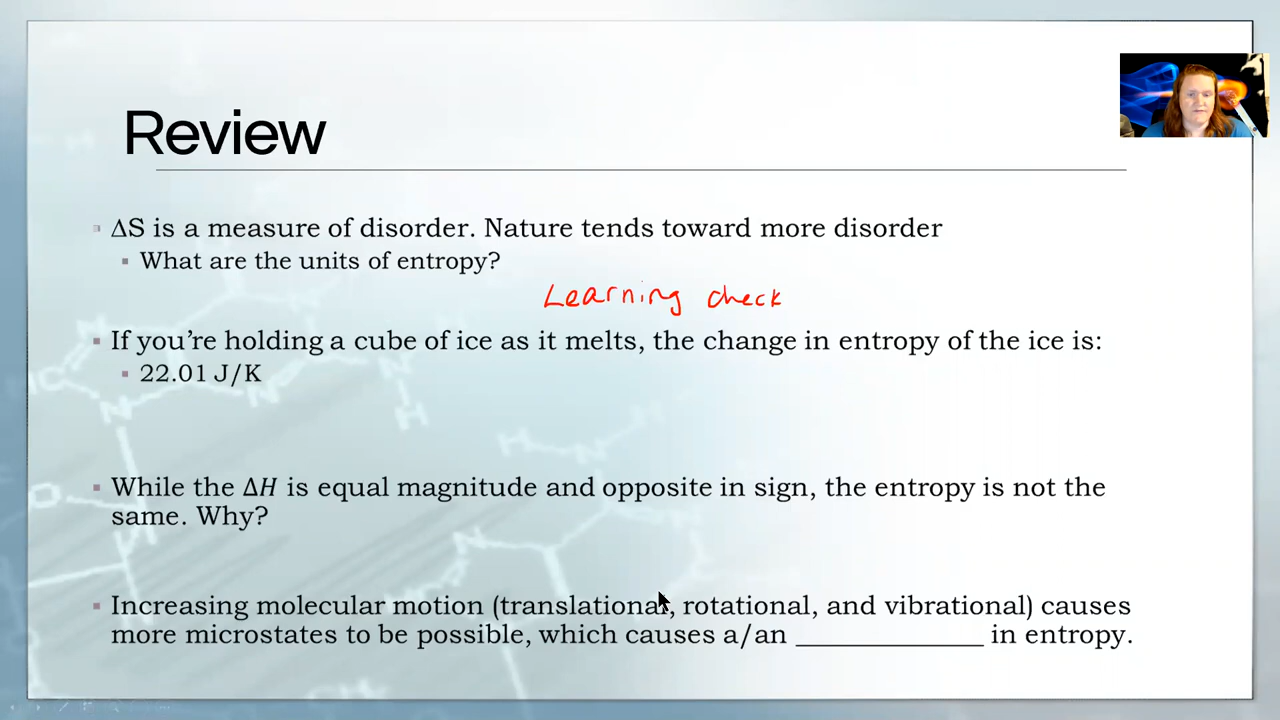 Review
ΔS is a measure of disorder. Nature tends toward more disorder
What are the units of entropy?
Learning check
If you’re holding a cube of ice as it melts, the change in entropy of the ice is:
22.01 J/K
While the Δ𝐻 is equal magnitude and opposite in sign, the entropy is not the
same. Why?
Increasing molecular motion (translational, rotational, and vibrational) causes
more microstates to be possible, which causes a/an ______________ in entropy.